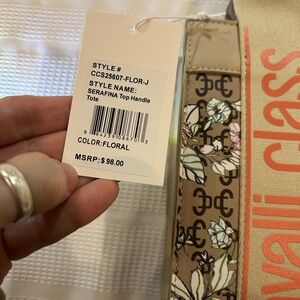 STYLE #
CCS25607-FLOR-J
STYLE NAME:
SERAFINA Top Handle
Tote
COLOR:FLORAL
MSRP:$ 98.00
valli class